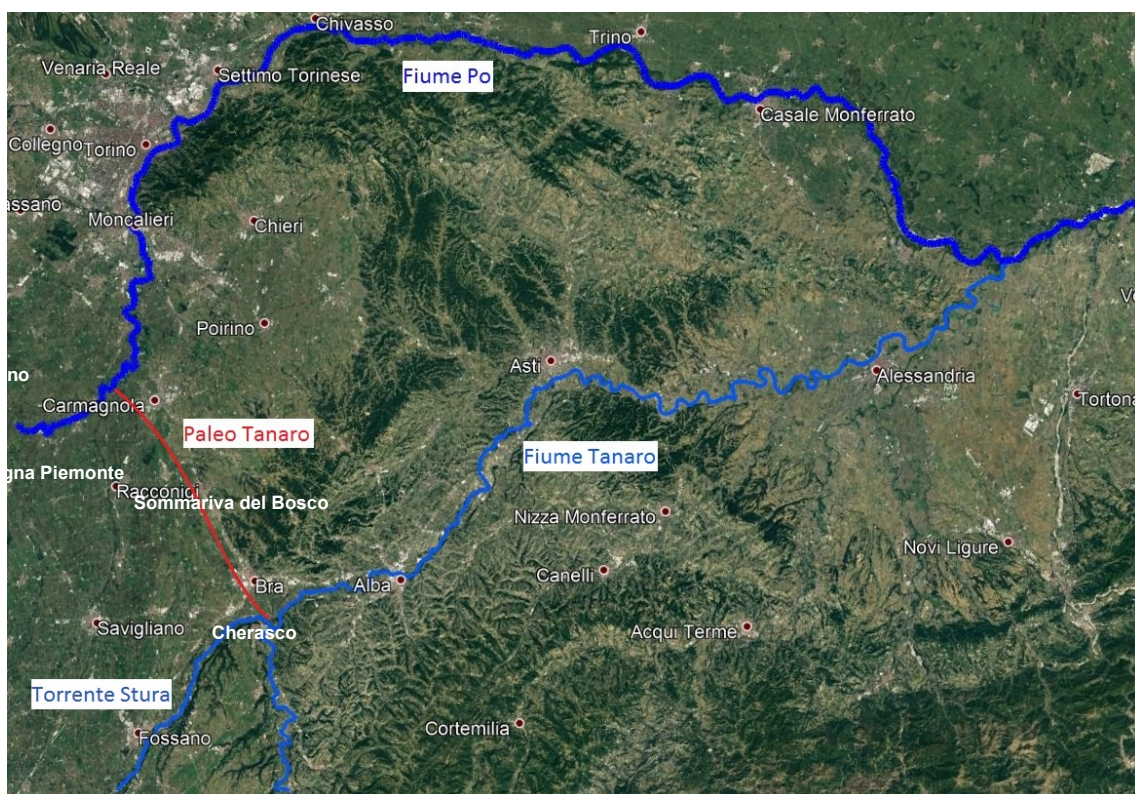 Chivasso
Trino
Venaria Reale
Settimo Torinese
Fiume Po
Casale Monferrato
Collegno
Torino
assano
Moncalieri
Chieri
Poirino
Asti
Alessandria
no
Carmagnola
Tortona
Paleo Tanaro
Fiume Tanaro
gna Piemonte
Racconigi
Sommariva del Bosco
Nizza Monferrato
Novi Ligure
Canelli
Bra
Alba
Savigliano
Cherasco
Acqui Terme
Torrente Stura
Cortemilia
Fossano